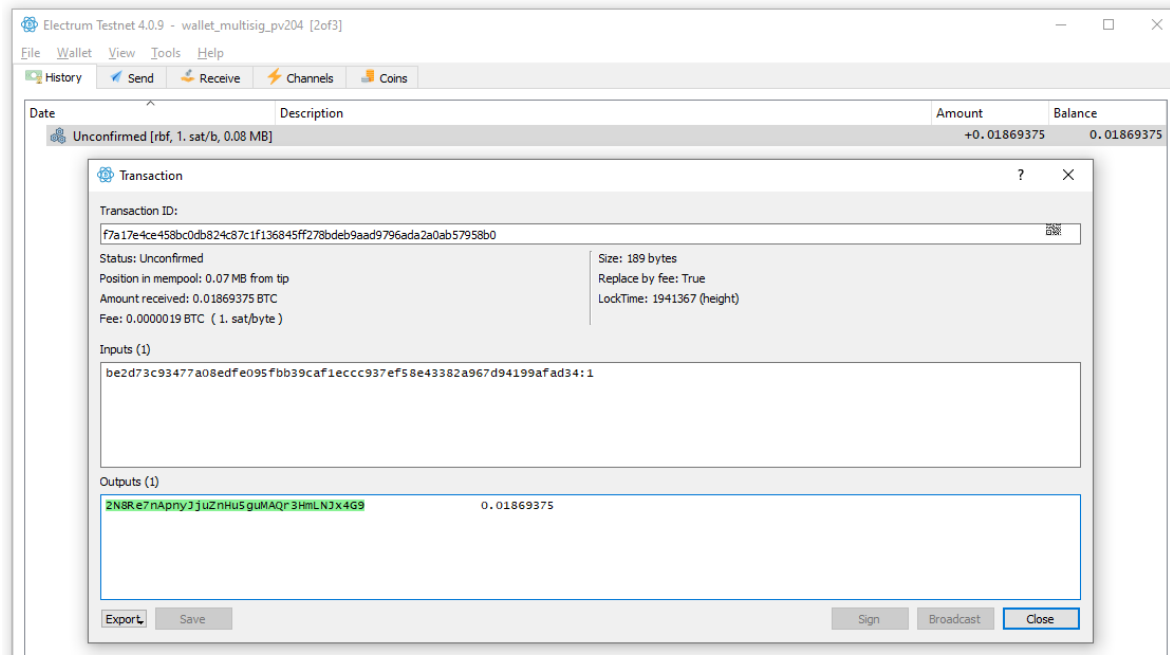 Electrum Testnet 4.0.9 - wallet_multisig_pv204 [2of3]
File Wallet View Tools Help
History Send Receive Channels Coins
Date Description Amount Balance
Unconfirmed [rbf, 1. sat/b, 0.08 MB] +0.01869375 0.01869375
Transaction ?
Transaction ID:
f7a17e4ce458bc0db824c87c1f136845ff278bdeb9aad9796ada2a0ab57958b0
Status: Unconfirmed Size: 189 bytes
Position in mempool: 0.07 MB from tip Replace by fee: True
Amount received: 0.01869375 BTC LockTime: 1941367 (height)
Fee: 0.0000019 BTC ( 1. sat/byte )
Inputs (1)
be2d73c93477a08edfe095fbb39caf1eccc937ef58e43382a967d94199afad34:1
Outputs (1)
2N8Re7nApnyJjuZnHu5guMAQr3HmLNJx4G9 0.01869375
Export Save Sign Broadcast Close